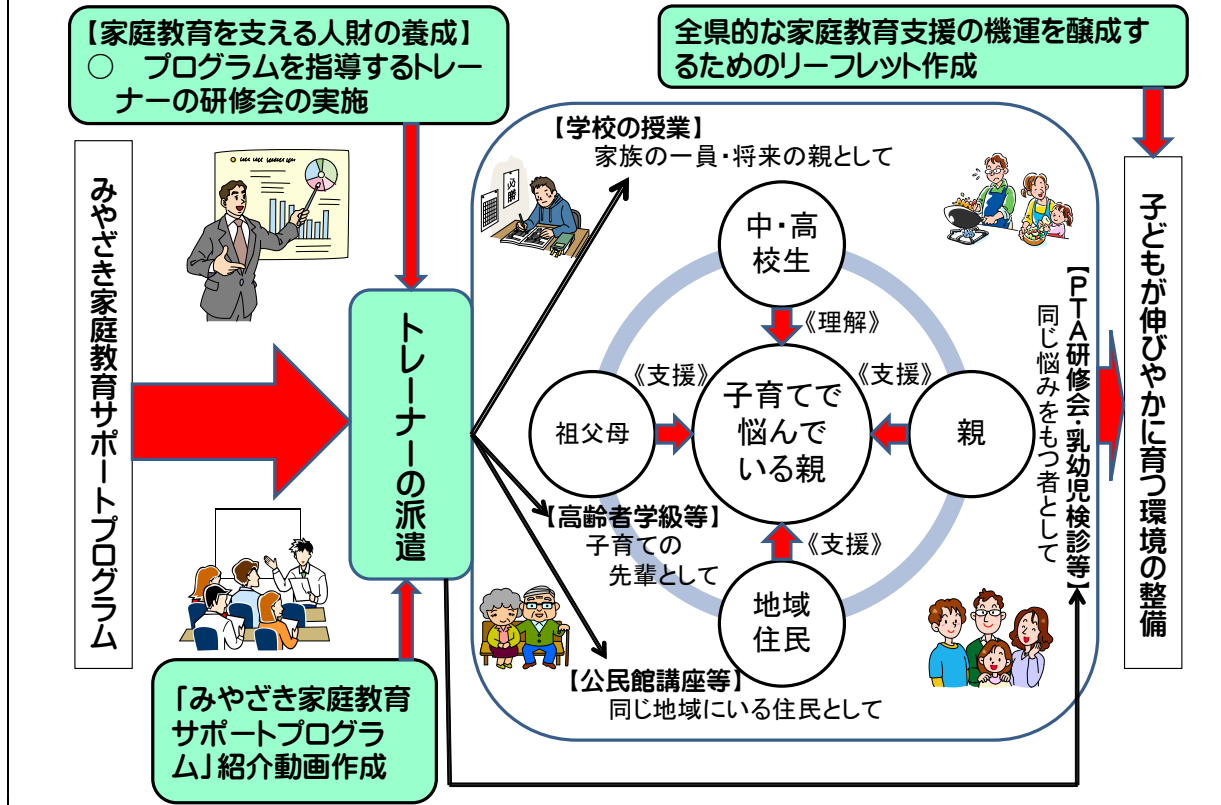 【家庭教育を支える人財の養成】
○　プログラムを指導するトレー
ナーの研修会の実施
全県的な家庭教育支援の機運を醸成す
るためのリーフレット作成
みやざき家庭教育サポートプログラム
トレーナーの派遣
「みやざき家庭教育
サポートプログラ
ム」紹介動画作成
【学校の授業】
家族の一員・将来の親として
必勝
中・高
校生
《理解》
《支援》
《支援》
祖父母
子育てで
悩んで
いる親
親
【高齢者学級等】
子育ての
先輩として
《支援》
地域
住民
【公民館講座等】
同じ地域にいる住民として
【PTA研修会・乳幼児検診等】
同じ悩みをもつ者として
子どもが伸びやかに育つ環境の整備